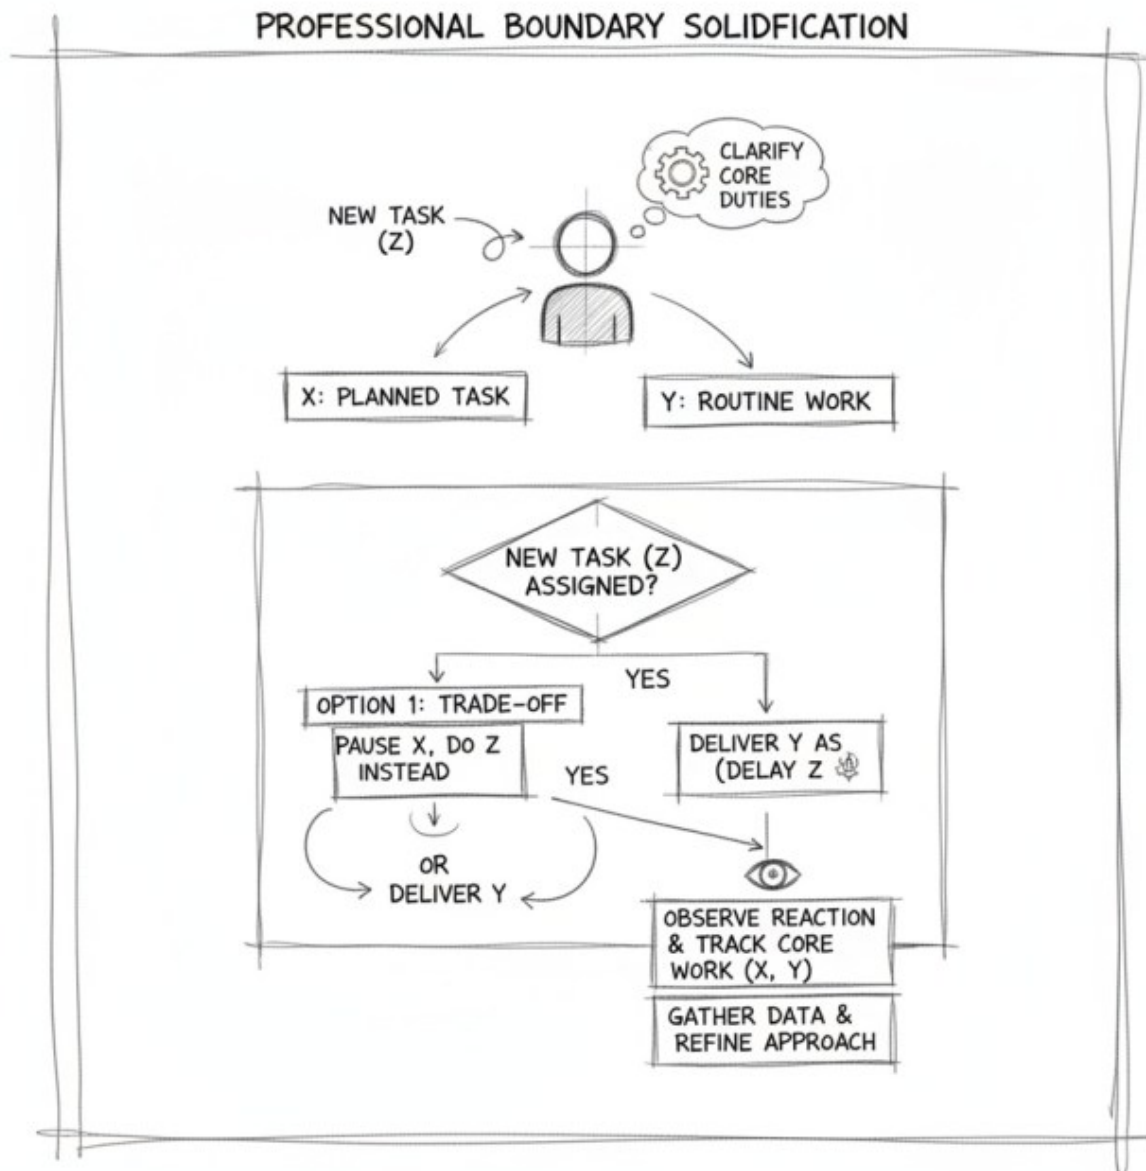 PROFESSIONAL BOUNDARY SOLIDFICATION
CLARIFY
CORE
DUTIES
NEW TASK
(Z)
X: PLANNED TASK
Y: ROUTINE WORK
NEW TASK (Z)
ASSIGNED?
YES
OPTION 1: TRADE-OFF
PAUSE X, DO Z
INSTEAD
DELIVER Y AS
(DELAY Z
YES
OR
DELIVER Y
OBSERVE REACTION
& TRACK CORE
WORK (X, Y)
GATHER DATA &
REFINE APPROACH